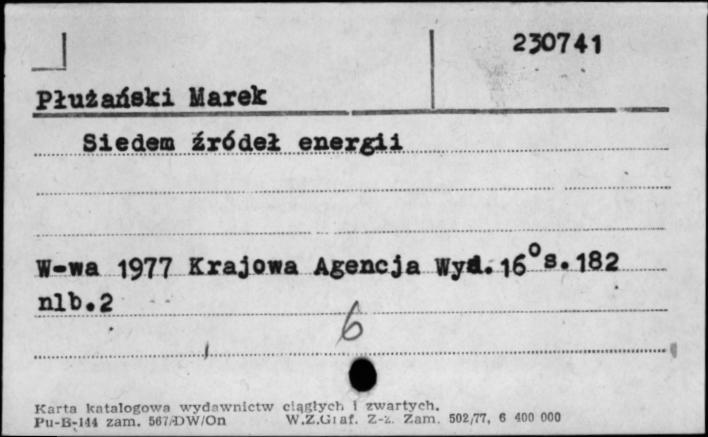 230741
Płużański Marek
Siedem źródeł energii
W-wa 1977 Krajowa Agencja Wyd. 16° s. 182
nlb. 2
6
Karta katalogowa wydawnictw ciągłych i zwartych.
Pu-B-144 zam. 567/DW/On W.Z.Graf. Z-z. Zam. 502/77, 6 400 000